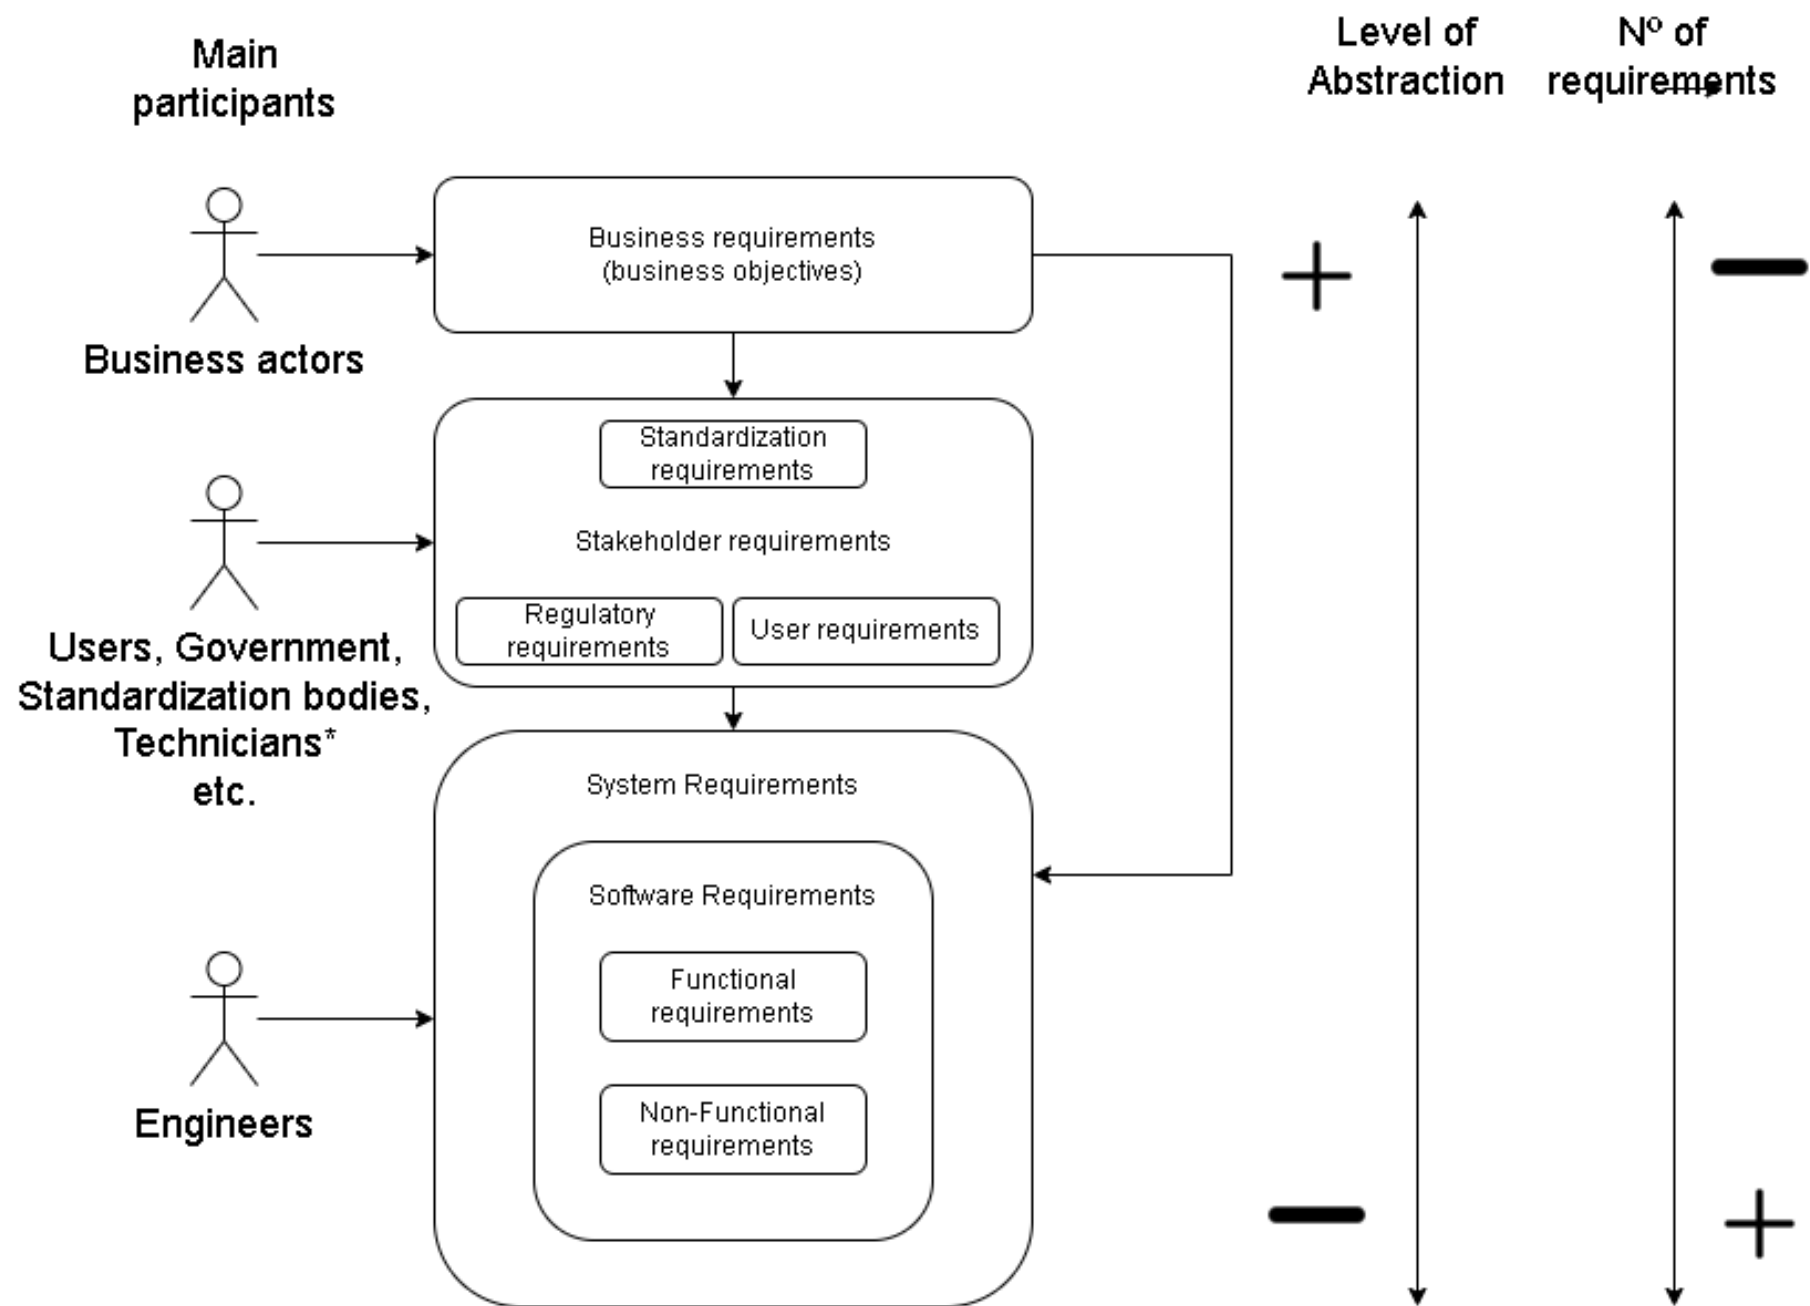 Main
participants
Level of
Abstraction
Nº of
requirements
Business requirements
(business objectives)
+
—
Business actors
Standardization
requirements
Stakeholder requirements
Regulatory
requirements
User requirements
Users, Government,
Standardization bodies,
Technicians*
etc.
System Requirements
Software Requirements
Functional
requirements
Non-Functional
requirements
Engineers
—
+